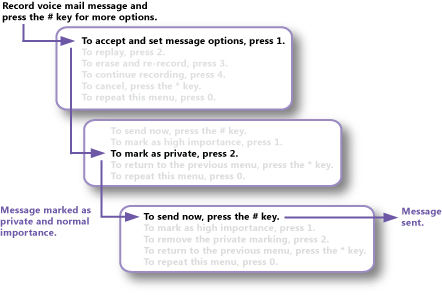 Record voice mail message and
press the # key for more options.
To accept and set message options, press 1.
To replay, press 2.
To erase and re-record, press 3.
To continue recording, press 4.
To cancel, press the * key.
To repeat this menu, press 0.
To send now, press the # key.
To mark as high importance, press 1.
To mark as private, press 2.
To return to the previous menu, press the * key.
To repeat this menu, press 0.
Message marked as
private and normal
importance.
To send now, press the # key.
To mark as high importance, press 1.
To remove the private marking, press 2.
To return to the previous menu, press the * key.
To repeat this menu, press 0.
Message
sent.